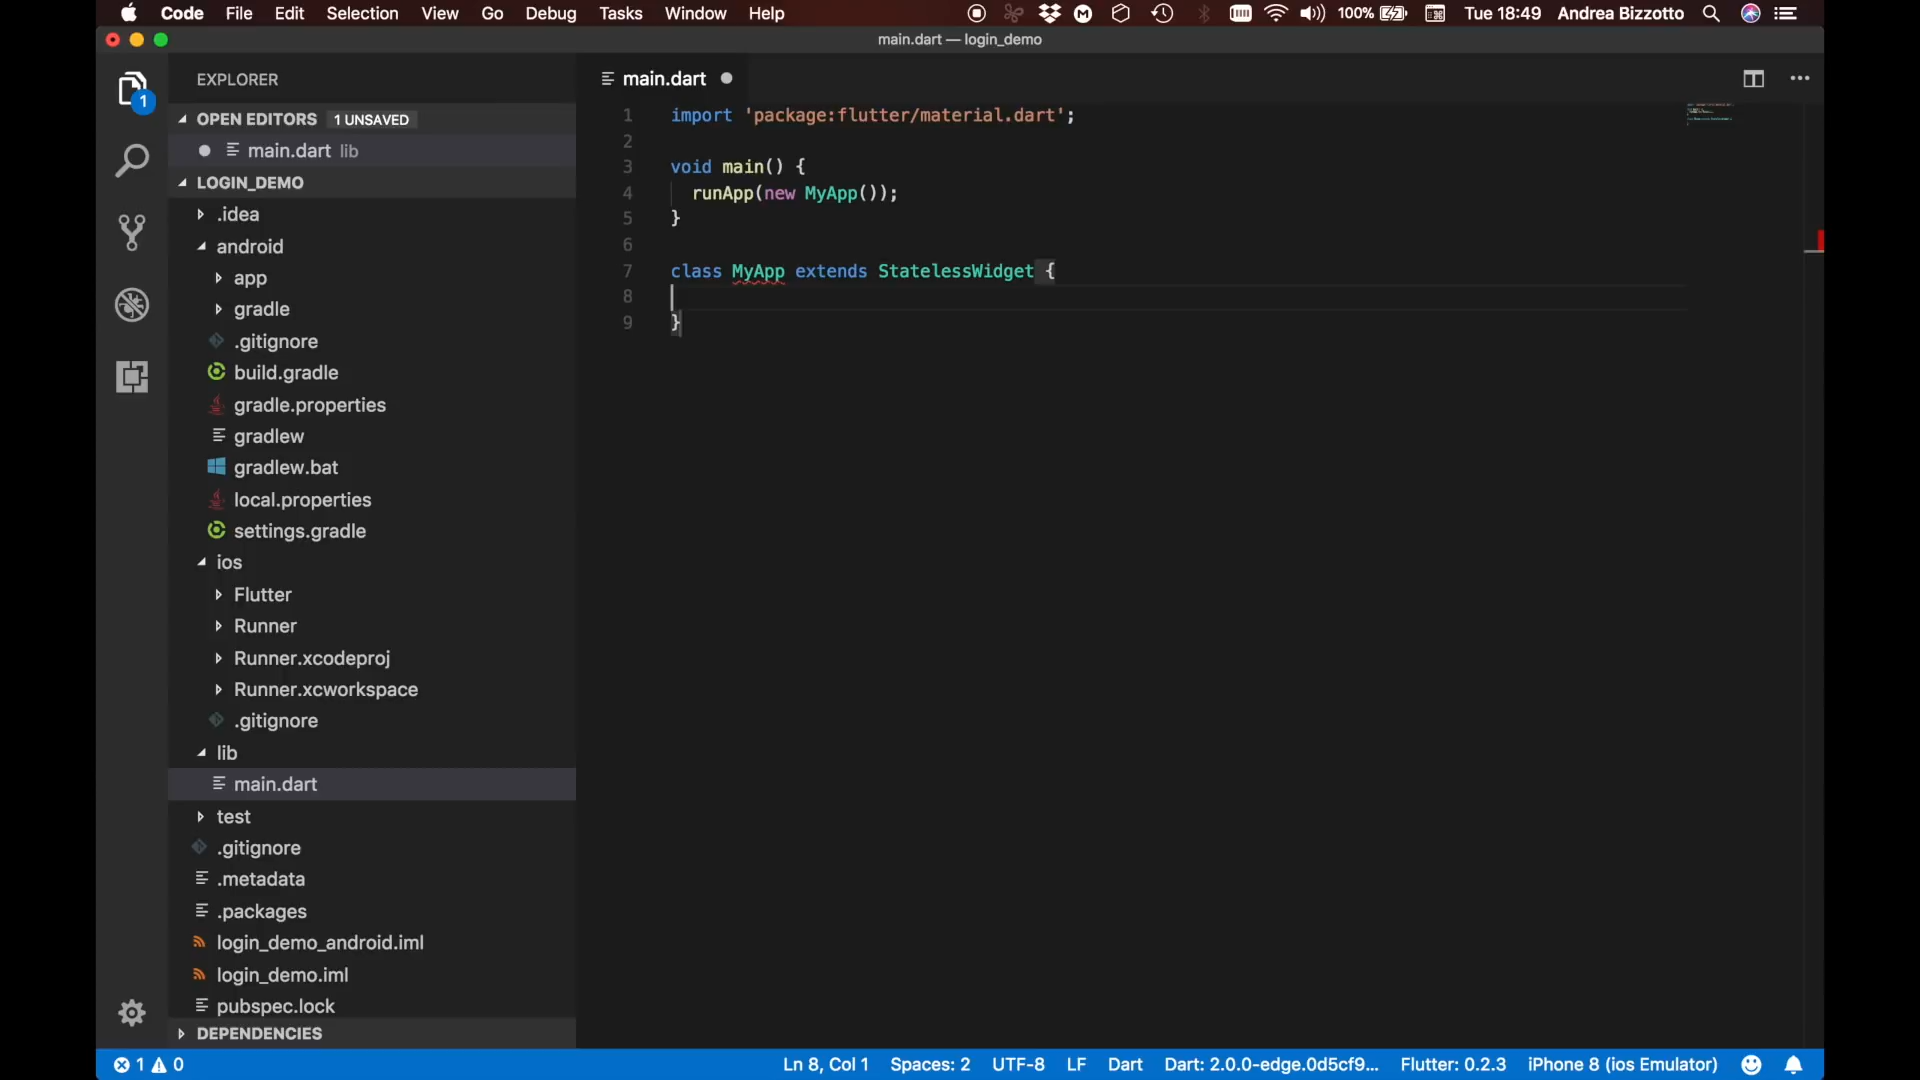 Code File Edit Selection View Go Debug Tasks Window Help 100% Tue 18:49 Andrea Bizzotto
main.dart — login_demo
EXPLORER
OPEN EDITORS 1 UNSAVED
main.dart lib
LOGIN_DEMO
.idea
android
app
gradle
.gitignore
build.gradle
gradle.properties
gradlew
gradlew.bat
local.properties
settings.gradle
ios
Flutter
Runner
Runner.xcodeproj
Runner.xcworkspace
.gitignore
lib
main.dart
test
.gitignore
.metadata
.packages
login_demo_android.iml
login_demo.iml
pubspec.lock
DEPENDENCIES
1
main.dart
1 import 'package:flutter/material.dart';
2
3 void main() {
4 runApp(new MyApp());
5 }
6
7 class MyApp extends StatelessWidget {
8
9 }
1 0 Ln 8, Col 1 Spaces: 2 UTF-8 LF Dart Dart: 2.0.0-edge.0d5cf9... Flutter: 0.2.3 iPhone 8 (ios Emulator)